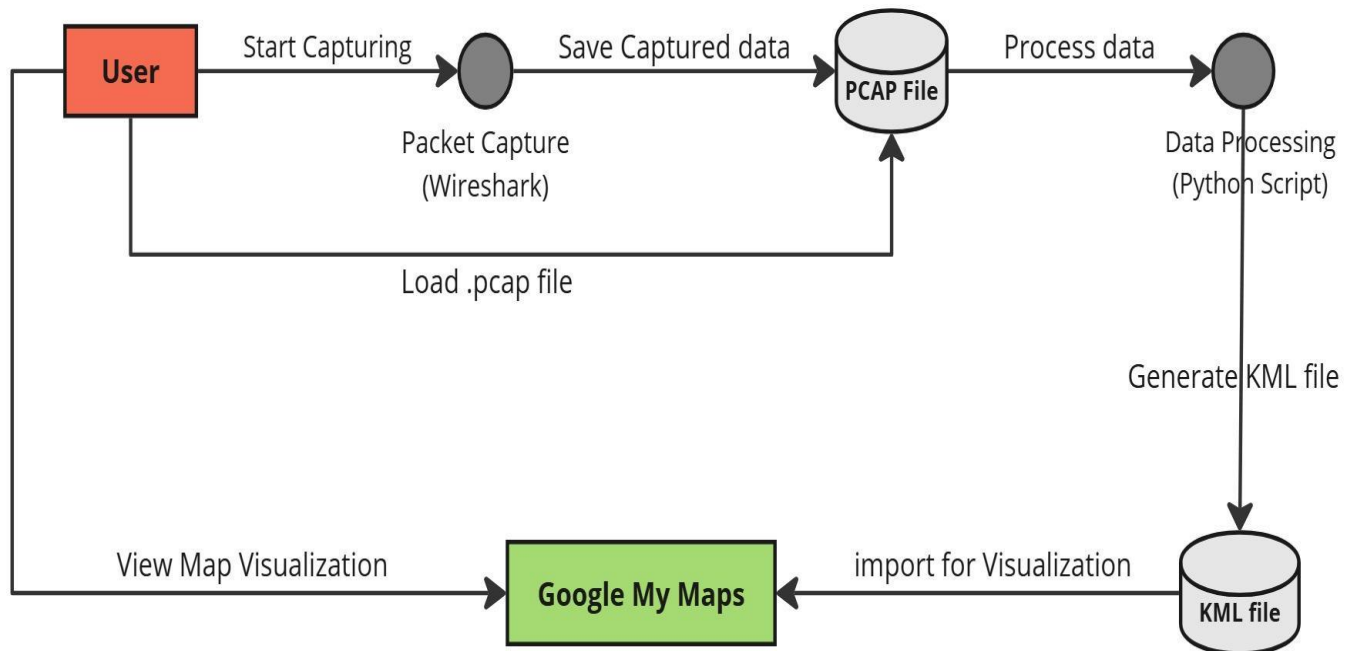 User
Start Capturing
Save Captured data
PCAP File
Process data
Packet Capture
(Wireshark)
Data Processing
(Python Script)
Load .pcap file
Generate KML file
View Map Visualization
Google My Maps
import for Visualization
KML file